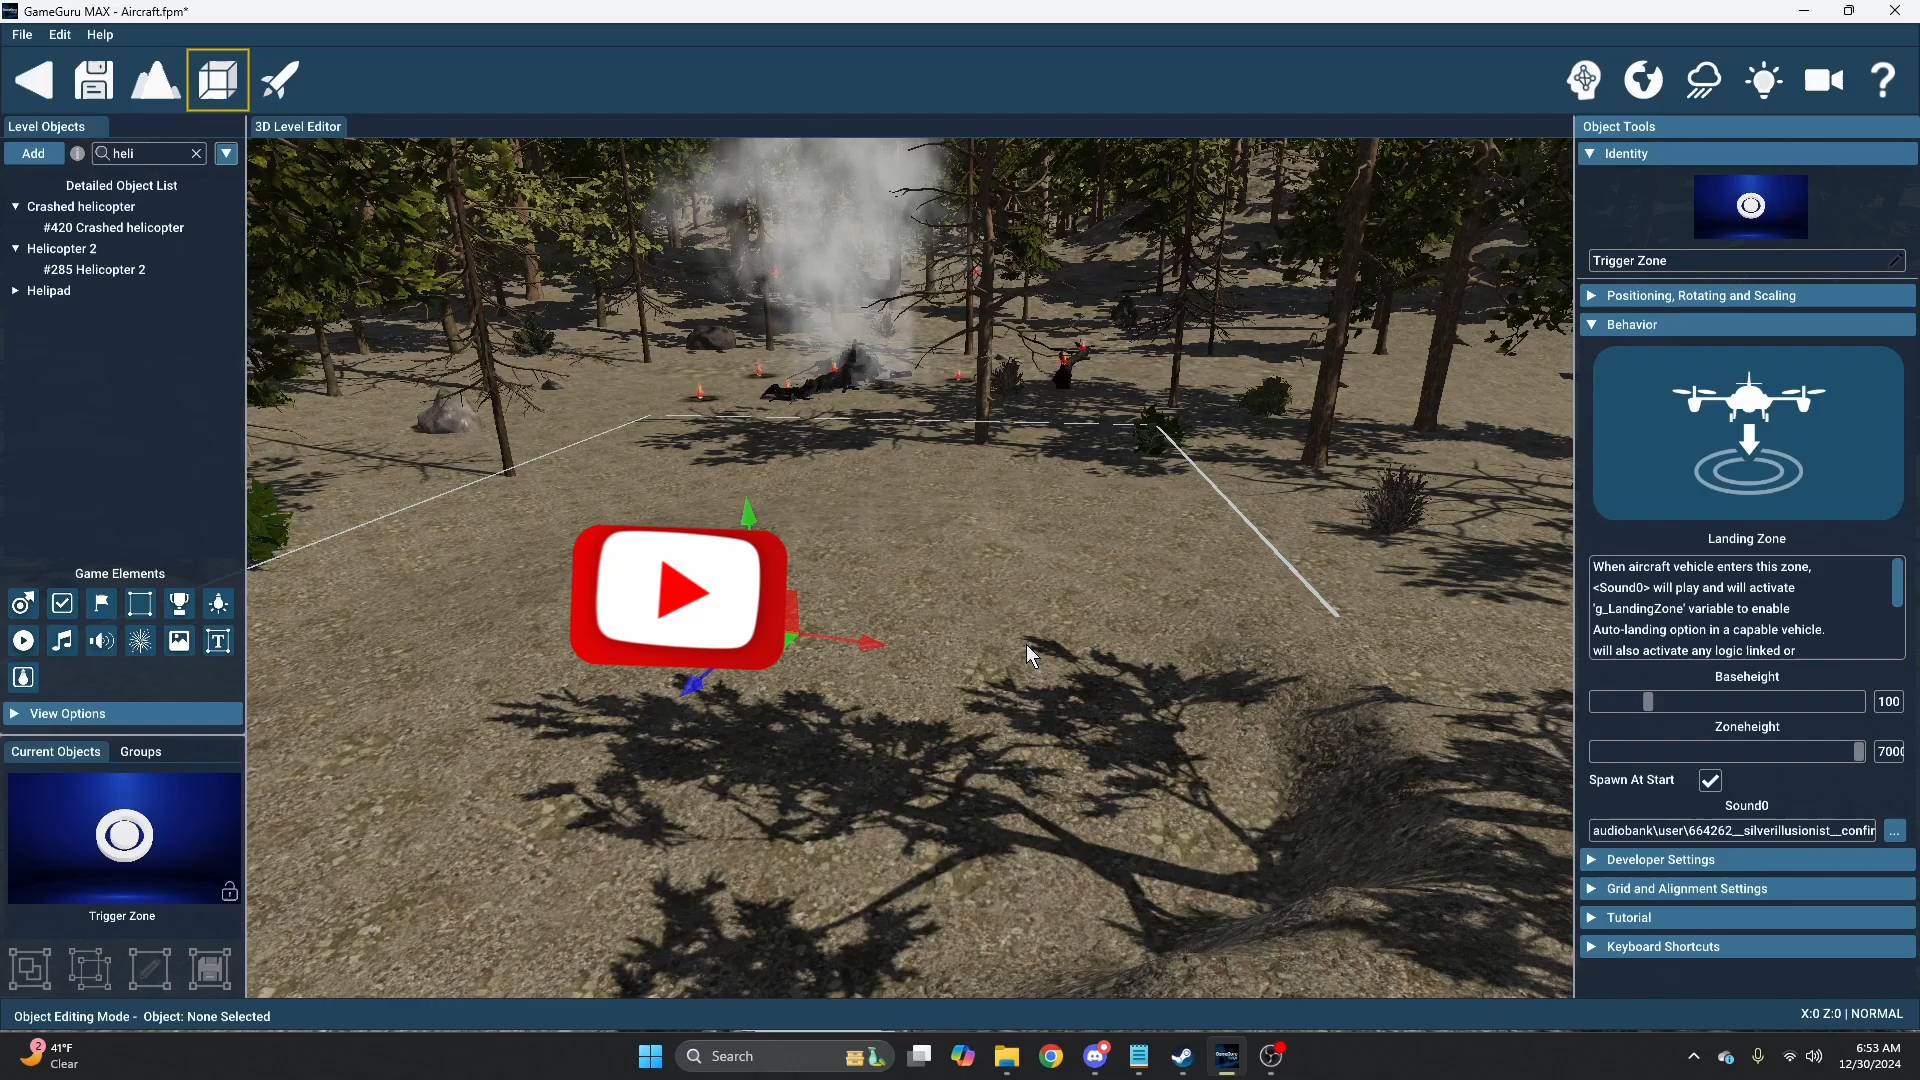 GameGuru MAX - Aircraft.fpm*
File
Edit
Help
Level Objects
3D Level Editor
Object Tools
Add
heli
Identity
Detailed Object List
Crashed helicopter
#420 Crashed helicopter
Helicopter 2
#285 Helicopter 2
Helipad
Trigger Zone
Positioning, Rotating and Scaling
Behavior
Landing Zone
When aircraft vehicle enters this zone,
<Sound0> will play and will activate
'g_LandingZone' variable to enable
Auto-landing option in a capable vehicle.
will also activate any logic linked or
Baseheight
100
Zoneheight
7000
Spawn At Start
Sound0
audiobank\user\664262__silverillusionist__confir
...
Developer Settings
Grid and Alignment Settings
Tutorial
Keyboard Shortcuts
Game Elements
View Options
Current Objects
Groups
Trigger Zone
Object Editing Mode - Object: None Selected
X:0 Z:0 | NORMAL
2
41°F
Clear
Search
6:53 AM
12/30/2024